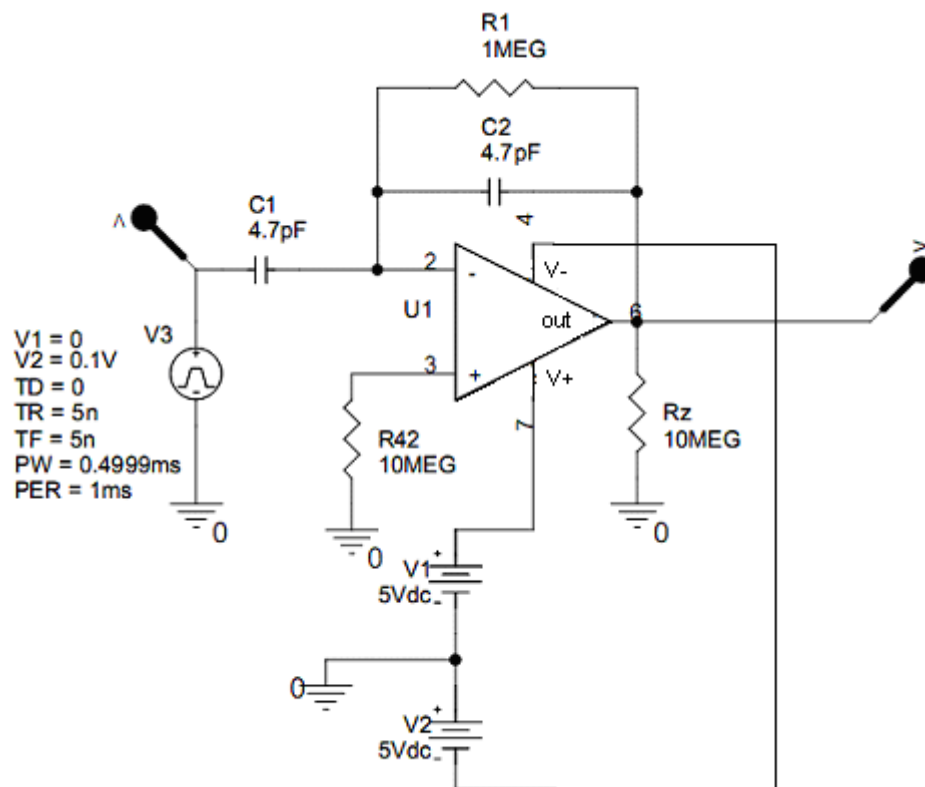 R1
1MEG
C2
4.7pF
C1
4.7pF
4
V
V
2
-
V-
U1
out
6
V3
V1 = 0
V2 = 0.1V
TD = 0
TR = 5n
TF = 5n
PW = 0.4999ms
PER = 1ms
+
-
3
+
V+
7
R42
10MEG
Rz
10MEG
0
0
0
+
V1
5Vdc
-
0
+
V2
5Vdc
-